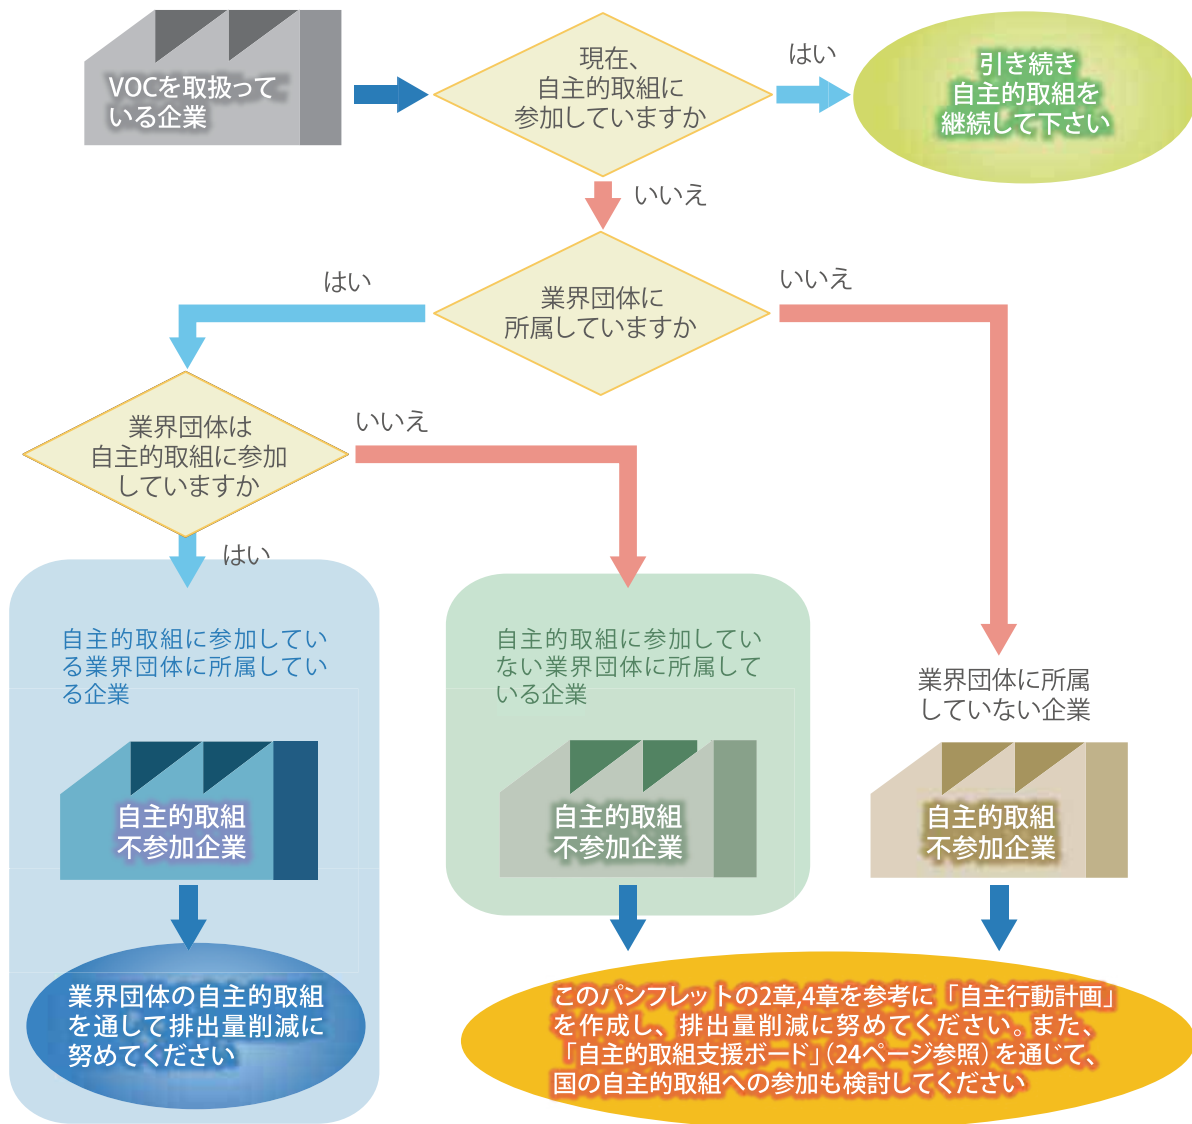 VOCを取扱って
いる企業
現在、
自主的取組に
参加していますか
はい
引き続き
自主的取組を
継続して下さい
いいえ
業界団体に
所属していますか
はい
いいえ
業界団体は
自主的取組に参加
していますか
いいえ
はい
自主的取組に参加してい
る業界団体に所属してい
る企業
自主的取組
不参加企業
業界団体の自主的取組
を通して排出量削減に
努めてください
自主的取組に参加してい
ない業界団体に所属して
いる企業
自主的取組
不参加企業
業界団体に所属
していない企業
自主的取組
不参加企業
このパンフレットの2章,4章を参考に「自主行動計画」
を作成し、排出量削減に努めてください。また、
「自主的取組支援ボード」（24ページ参照）を通じて、
国の自主的取組への参加も検討してください